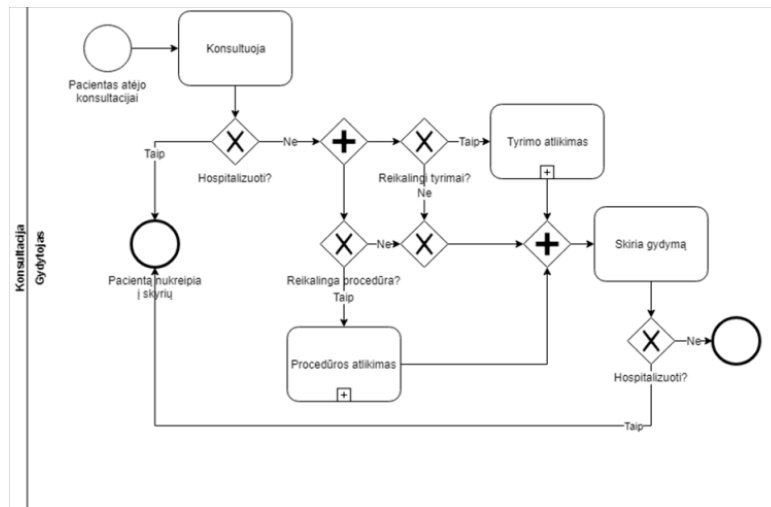 Konsultacija
Gydytojas
Pacientas atėjo
konsultacijai
Konsultuoja
Hospitalizuoti?
Taip
Ne
Reikalingi tyrimai?
Taip
Ne
Tyrimo atlikimas
Pacientą nukreipia
į skyrių
Reikalinga procedūra?
Ne
Taip
Procedūros atlikimas
Skiria gydymą
Hospitalizuoti?
Ne
Taip